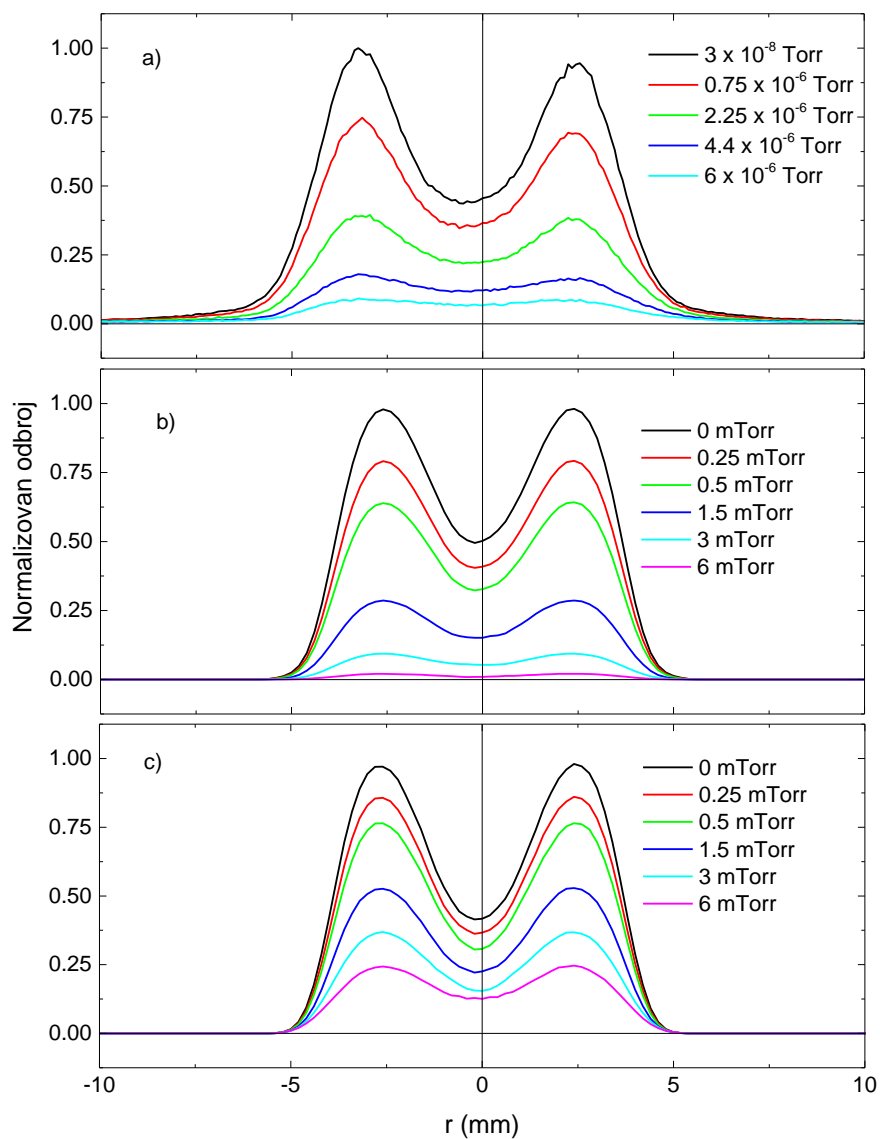 a)
1.00
0.75
0.50
0.25
0.00
3 x 10⁻⁸ Torr
0.75 x 10⁻⁶ Torr
2.25 x 10⁻⁶ Torr
4.4 x 10⁻⁶ Torr
6 x 10⁻⁶ Torr
Normalizovan odbroj
b)
1.00
0.75
0.50
0.25
0.00
0 mTorr
0.25 mTorr
0.5 mTorr
1.5 mTorr
3 mTorr
6 mTorr
c)
1.00
0.75
0.50
0.25
0.00
0 mTorr
0.25 mTorr
0.5 mTorr
1.5 mTorr
3 mTorr
6 mTorr
-10 -5 0 5 10
r (mm)